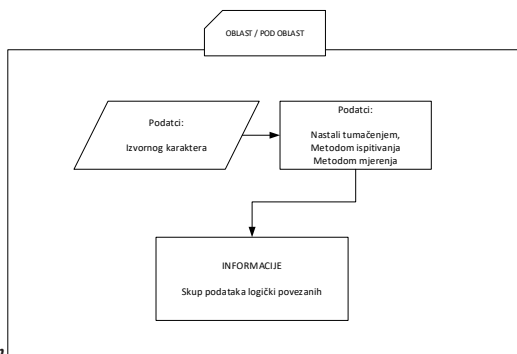 OBLAST / POD OBLAST
Podatci:
Izvornog karaktera
Podatci:
Nastali tumačenjem,
Metodom ispitivanja
Metodom mjerenja
INFORMACIJE
Skup podataka logički povezanih